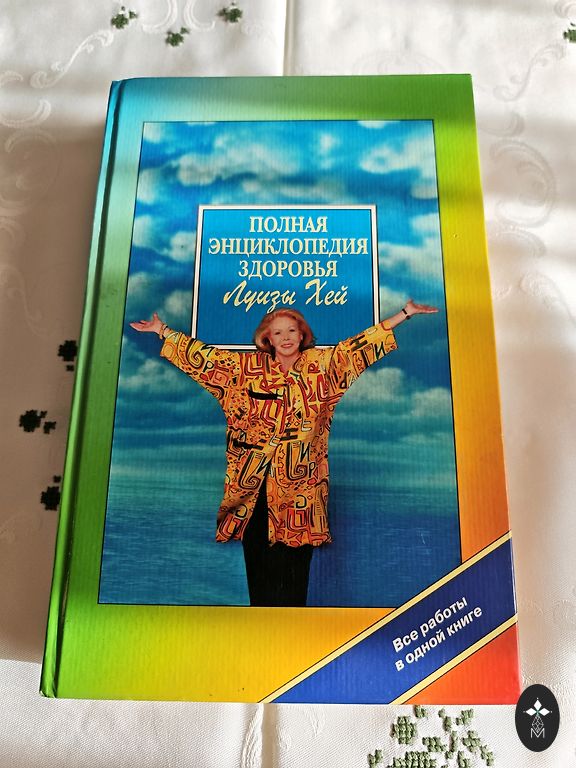 ПОЛНАЯ
ЭНЦИКЛОПЕДИЯ
ЗДОРОВЬЯ
Луизы Хей
Все работы
в одной книге